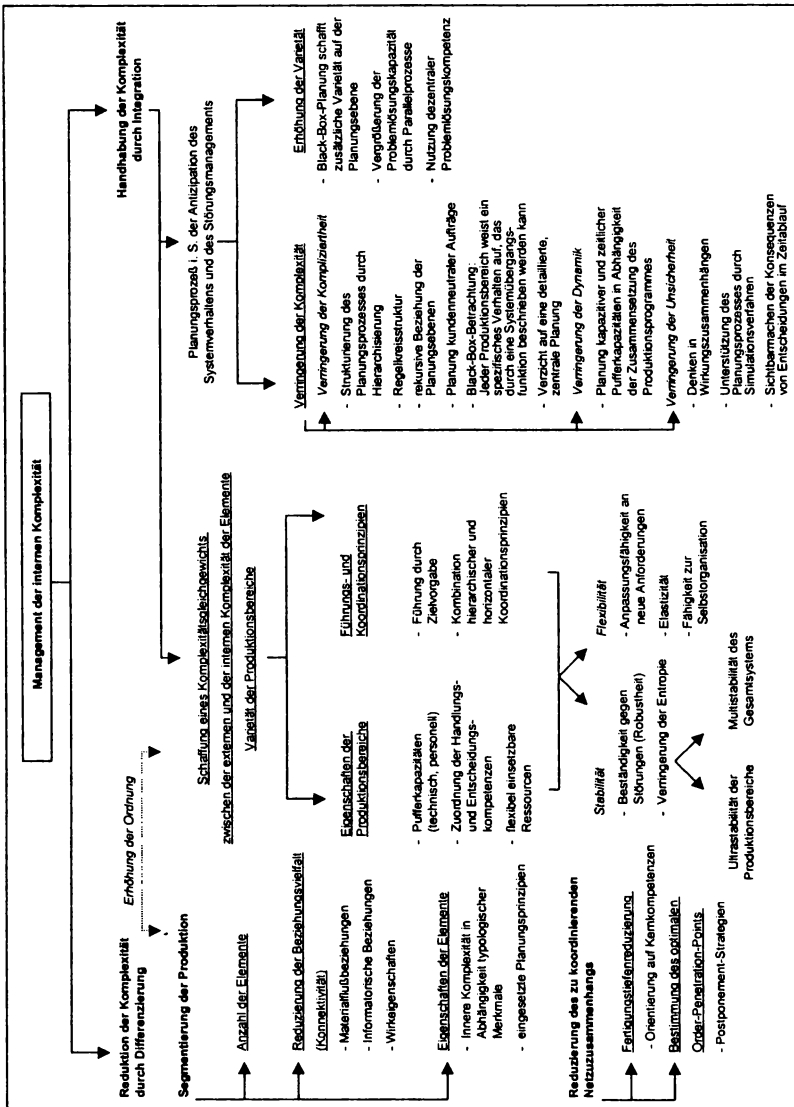 Management der internen Komplexität
Reduktion der Komplexität
durch Differenzierung
Erhöhung der Ordnung
Handhabung der Komplexität
durch Integration
Segmentierung der Produktion
Anzahl der Elemente
Reduzierung der Beziehungsvielfalt
(Konnektivität)
- Materialflußbeziehungen
- Informatorische Beziehungen
- Wirkeigenschaften
Eigenschaften der Elemente
- Innere Komplexität in
Abhängigkeit typologischer
Merkmale
- eingesetzte Planungsprinzipien
Reduzierung des zu koordinierenden
Netzzusammenhangs
Fertigungstiefenreduzierung
- Orientierung auf Kernkompetenzen
Bestimmung des optimalen
Order-Penetration-Points
- Postponement-Strategien
Schaffung eines Komplexitätsgleichgewichts
zwischen der externen und der internen Komplexität der Elemente
Varietät der Produktionsbereiche
Eigenschaften der
Produktionsbereiche
- Pufferkapazitäten
(technisch, personell)
- Zuordnung der Handlungs-
und Entscheidungs-
kompetenzen
- flexibel einsetzbare
Ressourcen
Führungs- und
Koordinationsprinzipien
- Führung durch
Zielvorgabe
- Kombination
hierarchischer und
horizontaler
Koordinationsprinzipien
Stabilität
- Beständigkeit gegen
Störungen (Robustheit)
- Verringerung der Entropie
Ultrastabilität der
Produktionsbereiche
Multistabilität des
Gesamtsystems
Flexibilität
- Anpassungsfähigkeit an
neue Anforderungen
- Elastizität
- Fähigkeit zur
Selbstorganisation
Planungsprozeß i. S. der Antizipation des
Systemverhaltens und des Störungsmanagements
Verringerung der Komplexität
Verringerung der Kompliziertheit
- Strukturierung des
Planungsprozesses durch
Hierarchisierung
- Regelkreisstruktur
- rekursive Beziehung der
Planungsebenen
- Planung kundenneutraler Aufträge
- Black-Box-Betrachtung:
Jeder Produktionsbereich weist ein
spezifisches Verhalten auf, das
durch eine Systemübergangs-
funktion beschrieben werden kann
- Verzicht auf eine detaillierte,
zentrale Planung
Verringerung der Dynamik
- Planung kapazitiver und zeitlicher
Pufferkapazitäten in Abhängigkeit
der Zusammensetzung des
Produktionsprogrammes
Verringerung der Unsicherheit
- Denken in
Wirkungszusammenhängen
- Unterstützung des
Planungsprozesses durch
Simulationsverfahren
- Sichtbarmachen der Konsequenzen
von Entscheidungen im Zeitablauf
Erhöhung der Varietät
- Black-Box-Planung schafft
zusätzliche Varietät auf der
Planungsebene
- Vergrößerung der
Problemlösungskapazität
durch Parallelprozesse
- Nutzung dezentraler
Problemlösungskompetenz